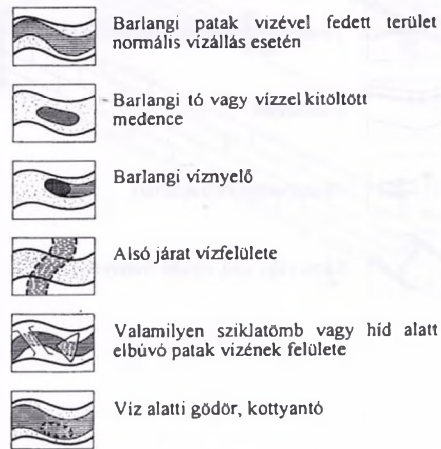 Barlangi patak vizével fedett terület
normális vízállás esetén
Barlangi tó vagy vízzel kitöltött
medence
Barlangi víznyelő
Alsó járat vízfelülete
Valamilyen sziklatömb vagy híd alatt
elbúvó patak vizének felülete
Víz alatti gödör, kottyantó